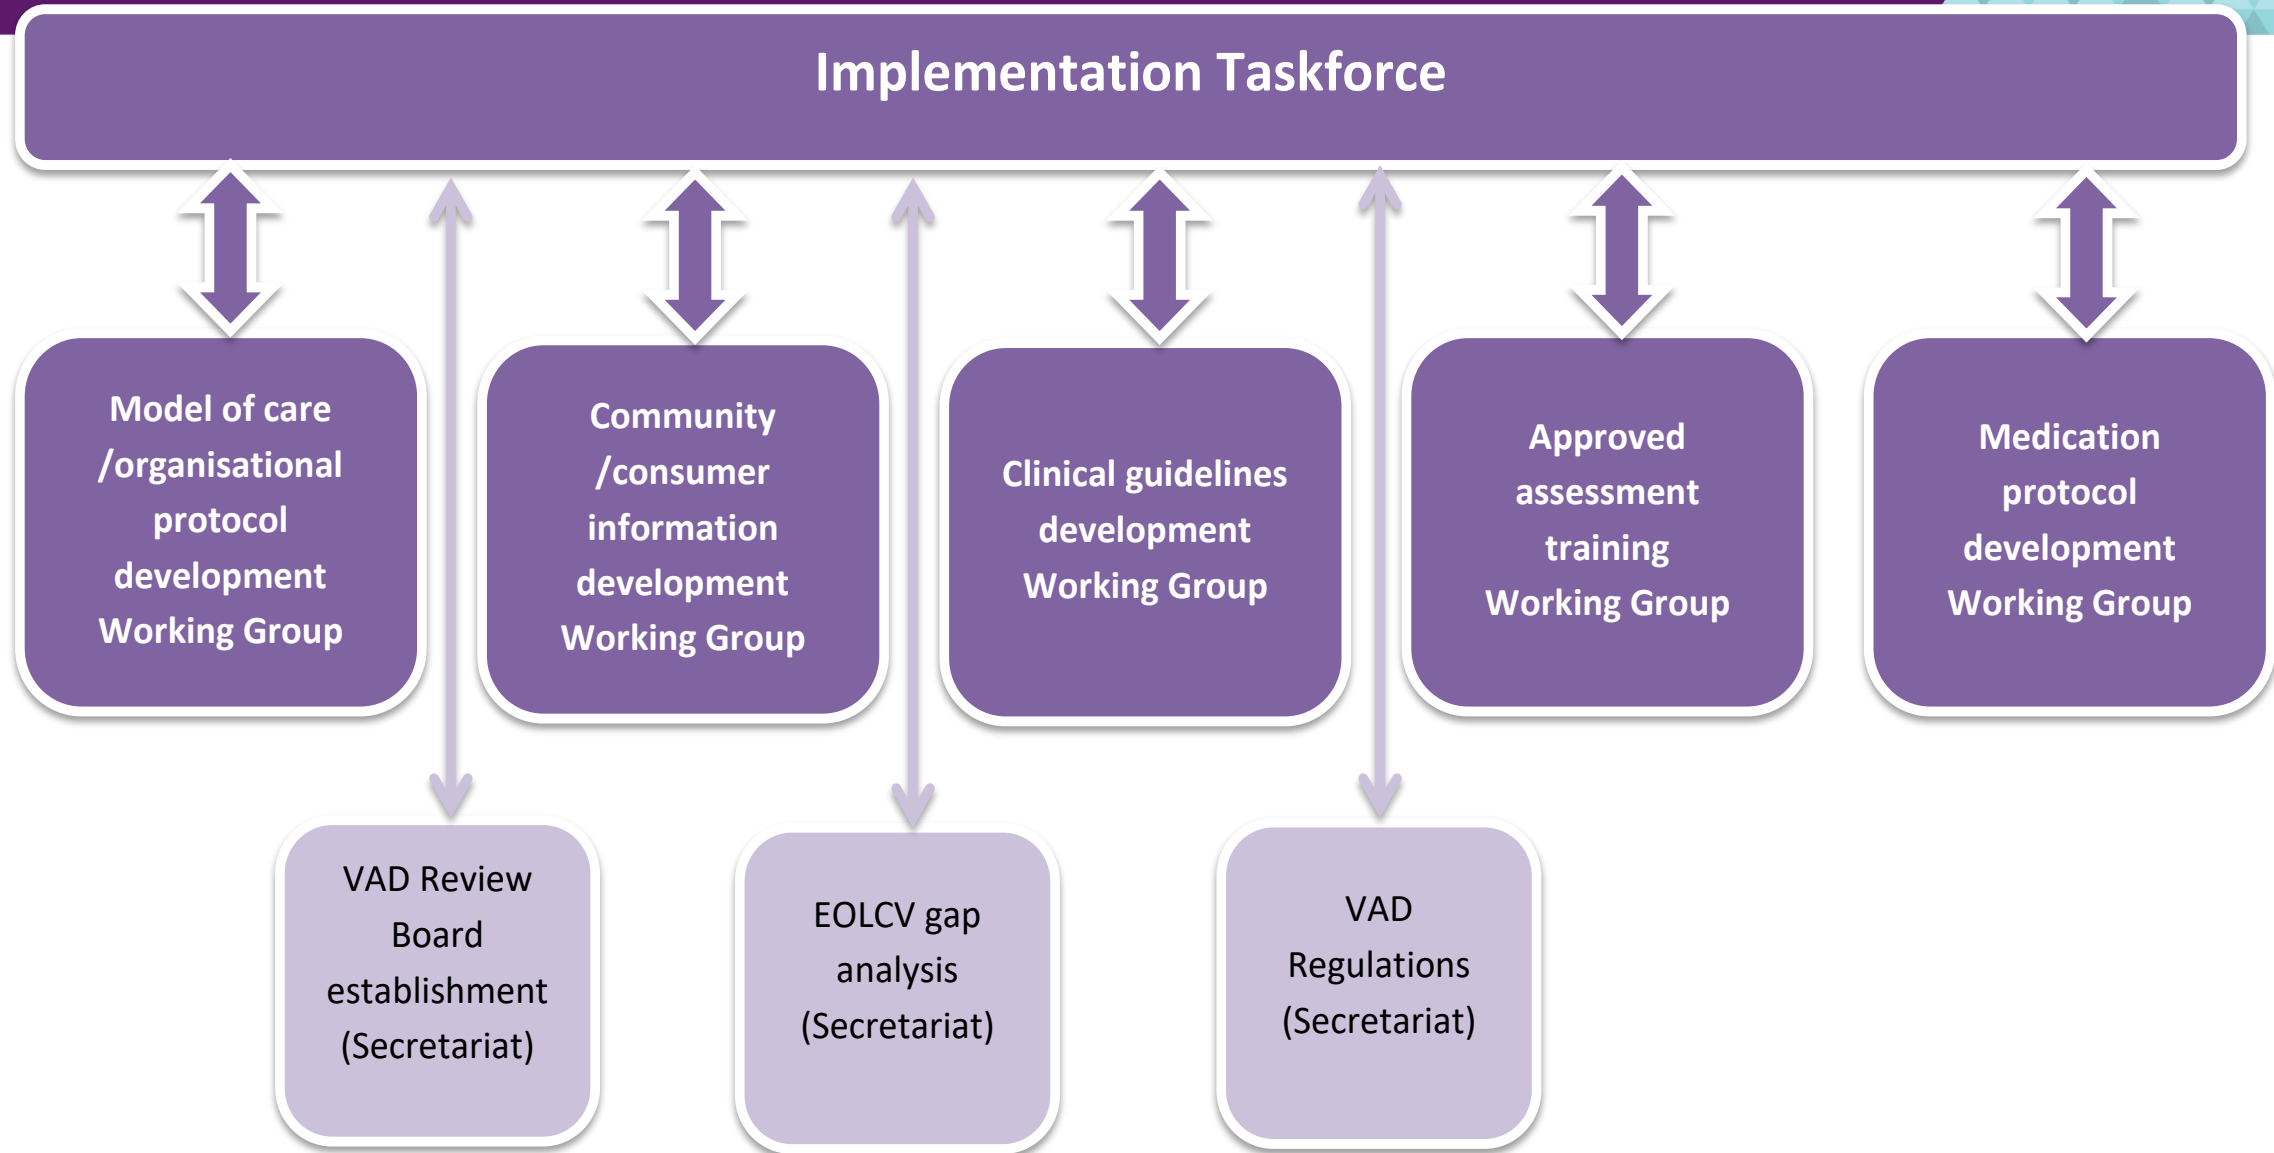 Implementation Taskforce
Model of care
/organisational
protocol
development
Working Group
Community
/consumer
information
development
Working Group
Clinical guidelines
development
Working Group
Approved
assessment
training
Working Group
Medication
protocol
development
Working Group
VAD Review
Board
establishment
(Secretariat)
EOLCV gap
analysis
(Secretariat)
VAD
Regulations
(Secretariat)